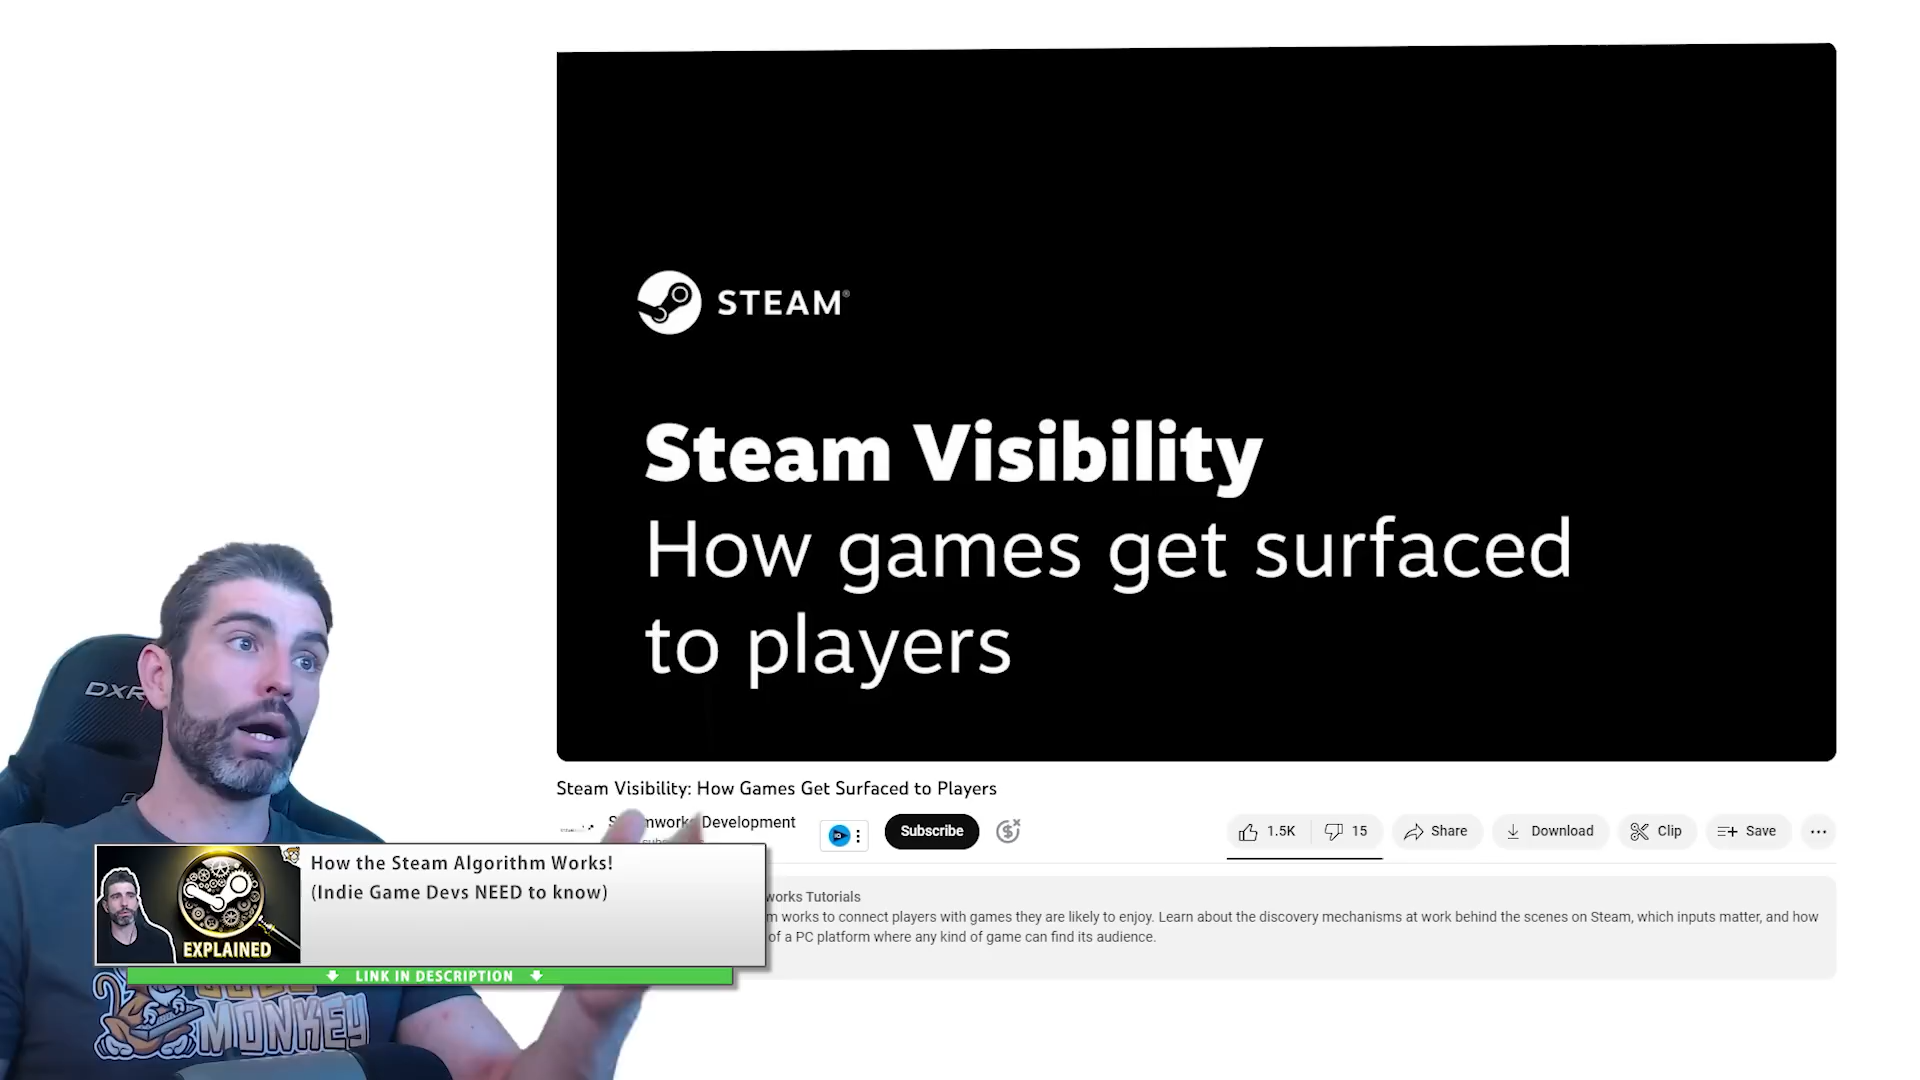 STEAM®
Steam Visibility
How games get surfaced
to players
Steam Visibility: How Games Get Surfaced to Players
Development
Subscribe
1.5K
15
Share
Download
Clip
Save
works Tutorials
m works to connect players with games they are likely to enjoy. Learn about the discovery mechanisms at work behind the scenes on Steam, which inputs matter, and how
of a PC platform where any kind of game can find its audience.
DXR
How the Steam Algorithm Works!
(Indie Game Devs NEED to know)
EXPLAINED
LINK IN DESCRIPTION
MONKEY